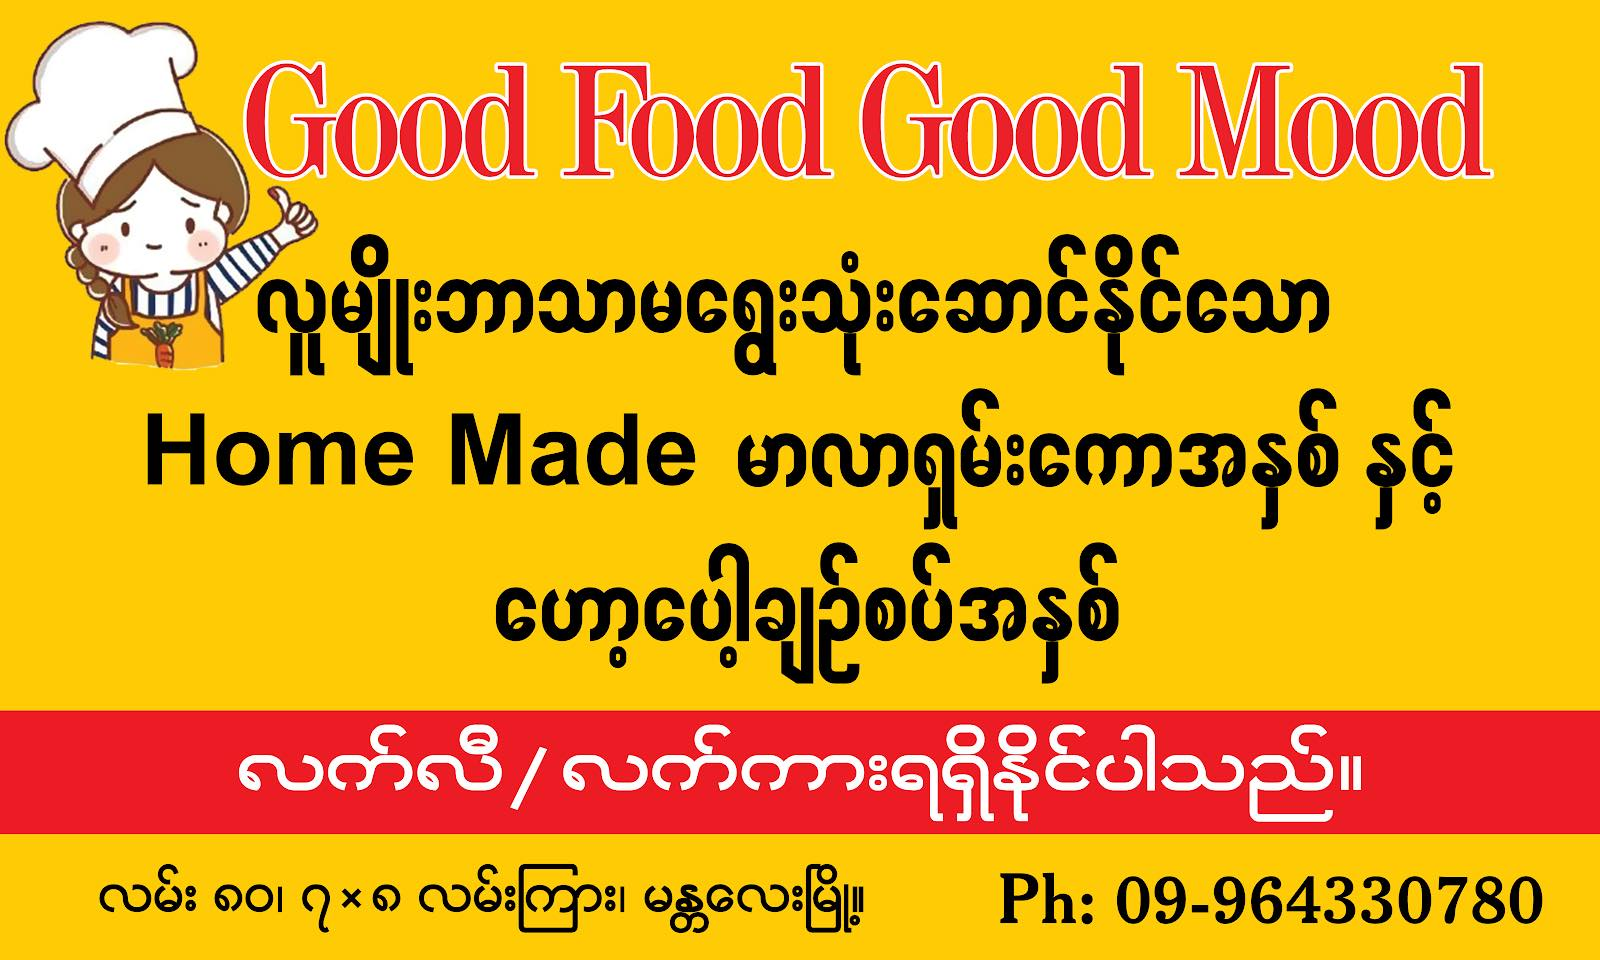 Good Food Good Mood
လူမျိုးဘာသာမရွေးသုံးဆောင်နိုင်သော
Home Made မာလာရှမ်းကောအနှစ် နှင့်
ဟော့ပေါ့ချဉ်စပ်အနှစ်
လက်လီ/လက်ကားရရှိနိုင်ပါသည်။
လမ်း ၈၀၊ ၇×၈ လမ်းကြား၊ မန္တလေးမြို့။ Ph: 09-964330780